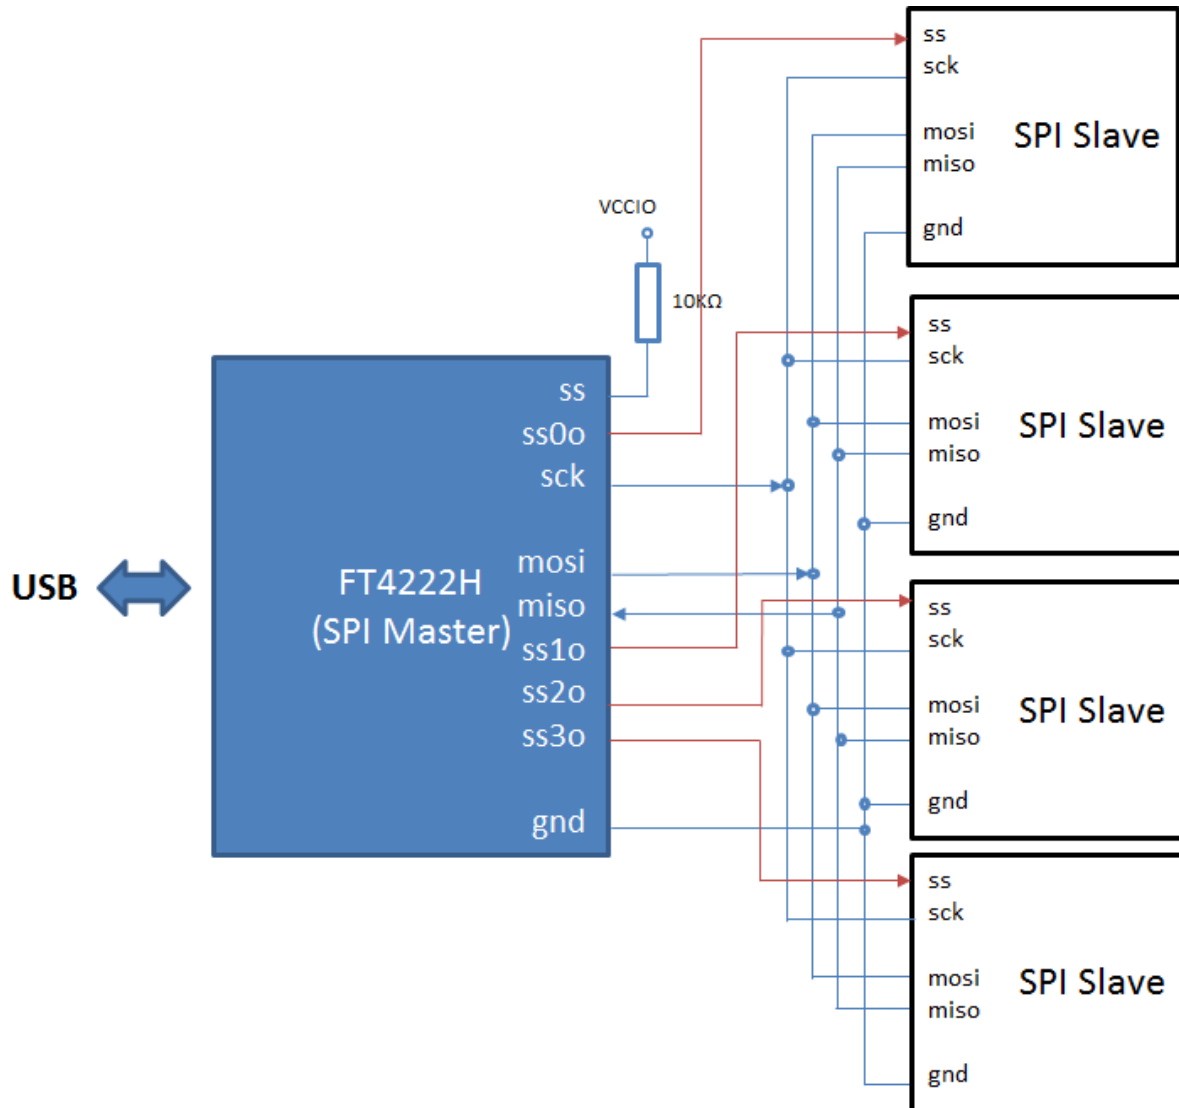 ss
sck
SPI Slave
mosi
miso
gnd
VCCIO
10KΩ
ss
sck
SPI Slave
mosi
miso
gnd
ss
ss0o
sck
mosi
miso
ss1o
ss2o
ss3o
gnd
FT4222H
(SPI Master)
USB
ss
sck
SPI Slave
mosi
miso
gnd
ss
sck
SPI Slave
mosi
miso
gnd